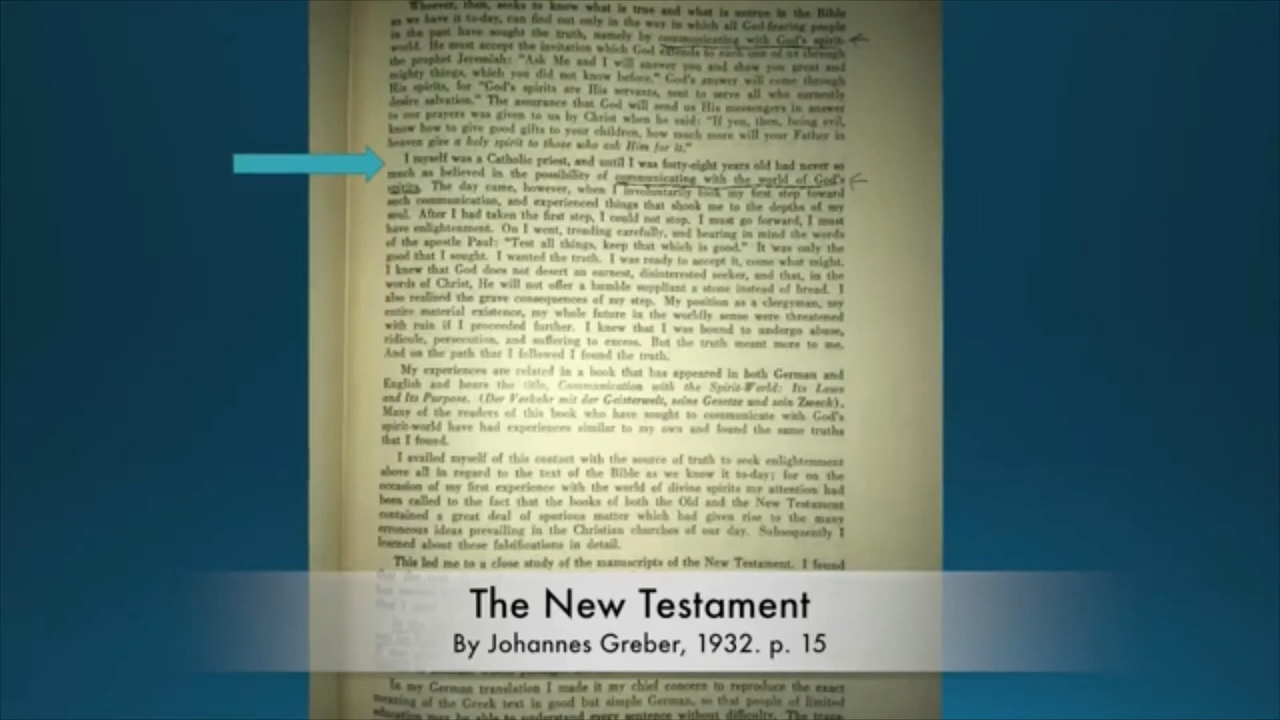 Whoever, then, seeks to know what is true and what is untrue in the Bible
as we have it to-day, can find out only in the way in which all God-fearing people
in the past have sought the truth, namely by communicating with God's spirit-
world. He must accept the invitation which God extends to each one of us through
the prophet Jeremiah: "Ask Me and I will answer you and show you great and
mighty things, which you did not know before." God's answer will come through
His spirits, for "God's spirits are His servants, sent to serve all who earnestly
desire salvation." The assurance that God will send us His messengers in answer
to our prayers was given to us by Christ when he said: "If you, then, being evil,
know how to give good gifts to your children, how much more will your Father in
heaven give a holy spirit to those who ask Him for it."
I myself was a Catholic priest, and until I was forty-eight years old had never so
much as believed in the possibility of communicating with the world of God's
spirits. The day came, however, when I involuntarily took my first step toward
such communication, and experienced things that shook me to the depths of my
soul. After I had taken the first step, I could not stop. I must go forward, I must
have enlightenment. On I went, treading carefully, and bearing in mind the words
of the apostle Paul: "Test all things, keep that which is good." It was only the
good that I sought. I wanted the truth. I was ready to accept it, come what might.
I knew that God does not desert an earnest, disinterested seeker, and that, in the
words of Christ, He will not offer a humble suppliant a stone instead of bread. I
also realized the grave consequences of my step. My position as a clergyman, my
entire material existence, my whole future in the worldly sense were threatened
with ruin if I proceeded further. I knew that I was bound to undergo abuse,
ridicule, persecution, and suffering to excess. But the truth meant more to me.
And on the path that I followed I found the truth.
My experiences are related in a book that has appeared in both German and
English and bears the title, Communication with the Spirit-World: Its Laws
and Its Purpose. (Der Verkehr mit der Geisterwelt, seine Gesetze und sein Zweck).
Many of the readers of this book who have sought to communicate with God's
spirit-world have had experiences similar to my own and found the same truths
that I found.
I availed myself of this contact with the source of truth to seek enlightenment
above all in regard to the text of the Bible as we know it to-day; for on the
occasion of my first experience with the world of divine spirits my attention had
been called to the fact that the books of both the Old and the New Testament
contained a great deal of spurious matter which had given rise to the many
erroneous ideas prevailing in the Christian churches of our day. Subsequently I
learned about these falsifications in detail.
This led me to a close study of the manuscripts of the New Testament. I found
The New Testament
By Johannes Greber, 1932. p. 15
In my German translation I made it my chief concern to reproduce the exact
meaning of the Greek text in good but simple German, so that people of limited
education may be able to understand every sentence without difficulty. The